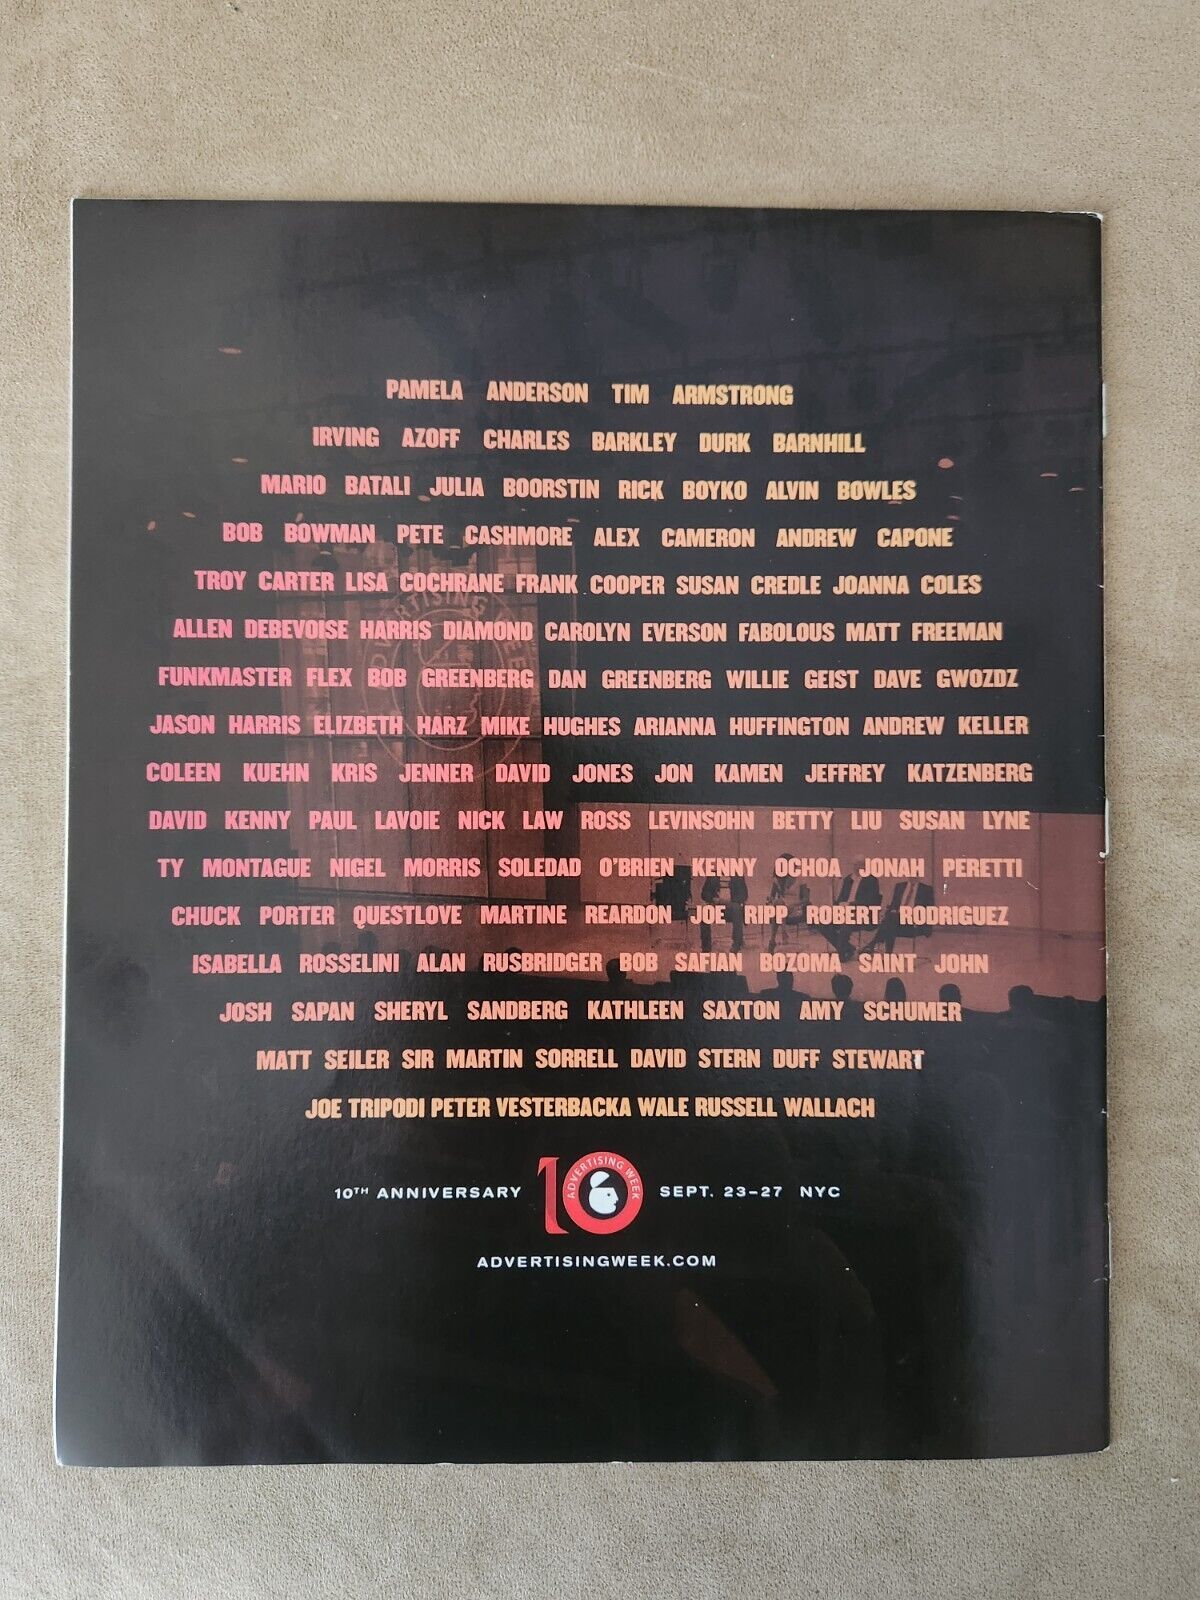 PAMELA ANDERSON TIM ARMSTRONG
IRVING AZOFF CHARLES BARKLEY DURK BARNHILL
MARIO BATALI JULIA BOORSTIN RICK BOYKO ALVIN BOWLES
BOB BOWMAN PETE CASHMORE ALEX CAMERON ANDREW CAPONE
TROY CARTER LISA COCHRANE FRANK COOPER SUSAN CREDLE JOANNA COLES
ALLEN DEBEVOISE HARRIS DIAMOND CAROLYN EVERSON FABOLOUS MATT FREEMAN
FUNKMASTER FLEX BOB GREENBERG DAN GREENBERG WILLIE GEIST DAVE GWOZDZ
JASON HARRIS ELIZBETH HARZ MIKE HUGHES ARIANNA HUFFINGTON ANDREW KELLER
COLEEN KUEHN KRIS JENNER DAVID JONES JON KAMEN JEFFREY KATZENBERG
DAVID KENNY PAUL LAVOIE NICK LAW ROSS LEVINSOHN BETTY LIU SUSAN LYNE
TY MONTAGUE NIGEL MORRIS SOLEDAD O'BRIEN KENNY OCHOA JONAH PERETTI
CHUCK PORTER QUESTLOVE MARTINE REARDON JOE RIPP ROBERT RODRIGUEZ
ISABELLA ROSSELINI ALAN RUSBRIDGER BOB SAFIAN BOZOMA SAINT JOHN
JOSH SAPAN SHERYL SANDBERG KATHLEEN SAXTON AMY SCHUMER
MATT SEILER SIR MARTIN SORRELL DAVID STERN DUFF STEWART
JOE TRIPODI PETER VESTERBACKA WALE RUSSELL WALLACH
10TH ANNIVERSARY 10 ADVERTISING WEEK SEPT. 23-27 NYC
ADVERTISINGWEEK.COM